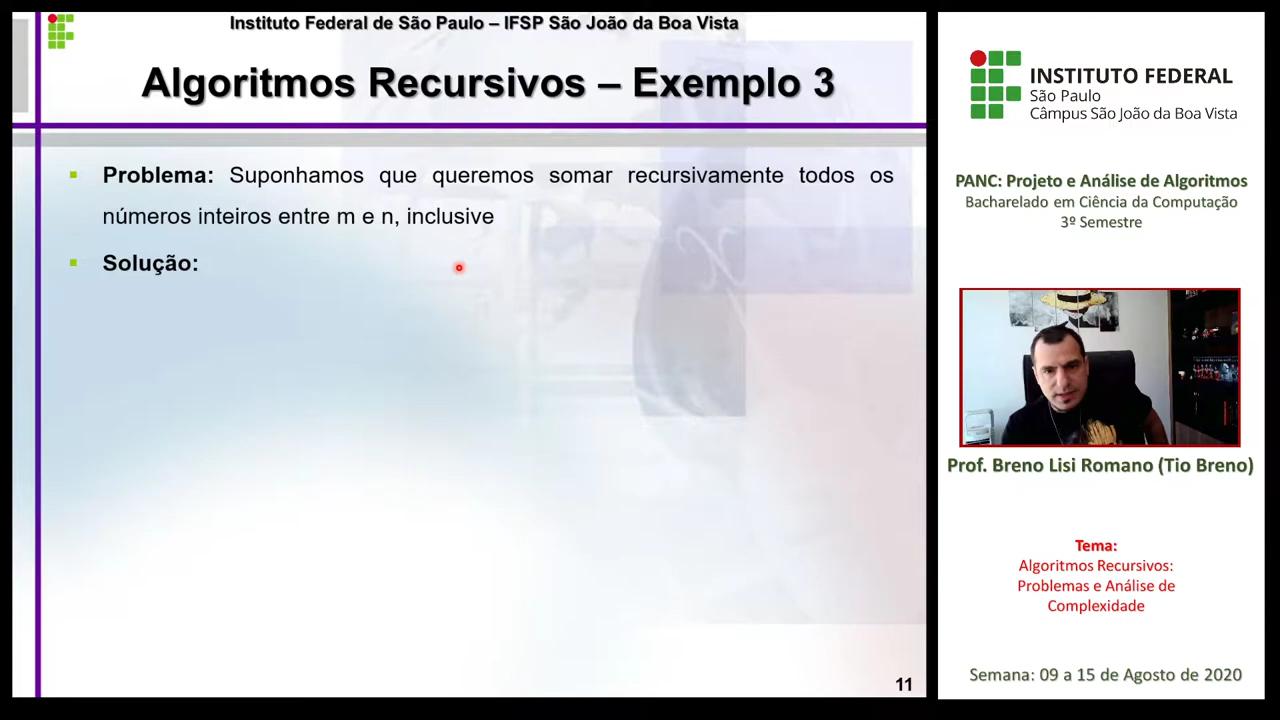 Instituto Federal de São Paulo – IFSP São João da Boa Vista
Algoritmos Recursivos – Exemplo 3
Problema: Suponhamos que queremos somar recursivamente todos os
números inteiros entre m e n, inclusive
Solução:
11
INSTITUTO FEDERAL
São Paulo
Câmpus São João da Boa Vista
PANC: Projeto e Análise de Algoritmos
Bacharelado em Ciência da Computação
3º Semestre
Prof. Breno Lisi Romano (Tio Breno)
Tema:
Algoritmos Recursivos:
Problemas e Análise de
Complexidade
Semana: 09 a 15 de Agosto de 2020